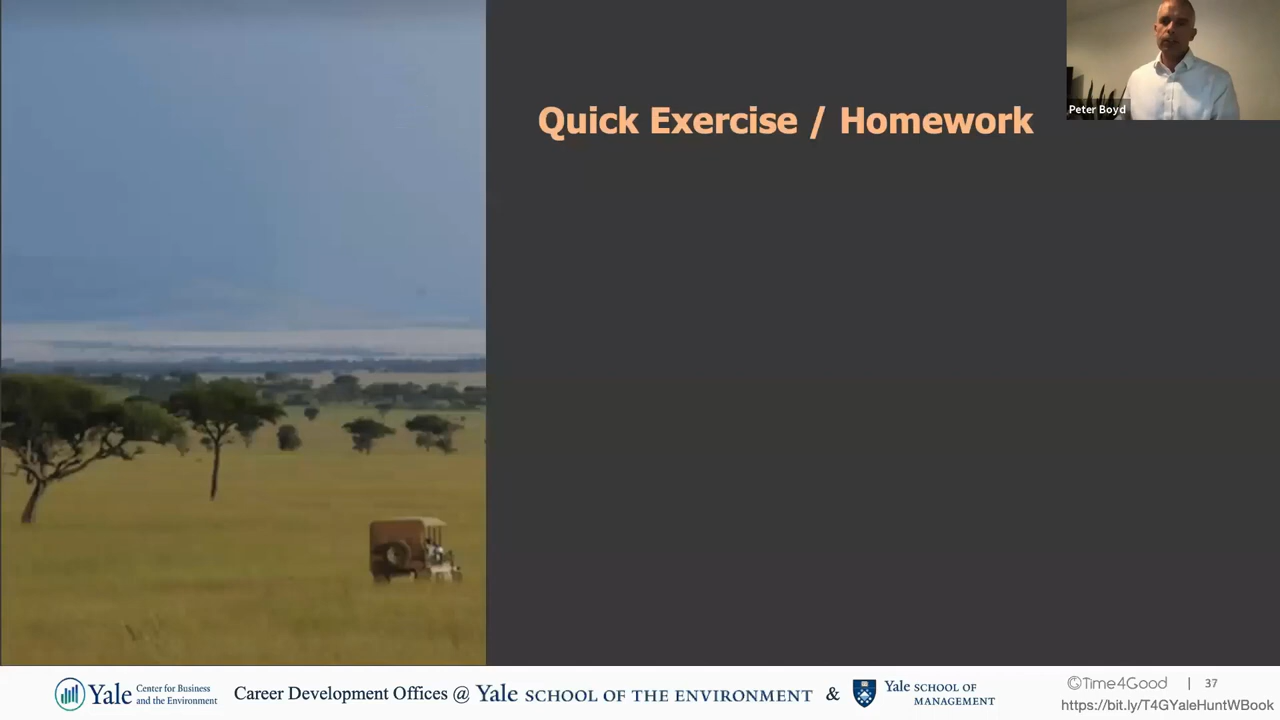 Quick Exercise / Homework
Peter Boyd
Yale Center for Business and the Environment
Career Development Offices @ Yale SCHOOL OF THE ENVIRONMENT & Yale SCHOOL OF MANAGEMENT
©Time4Good | 37
https://bit.ly/T4GYaleHuntWBook